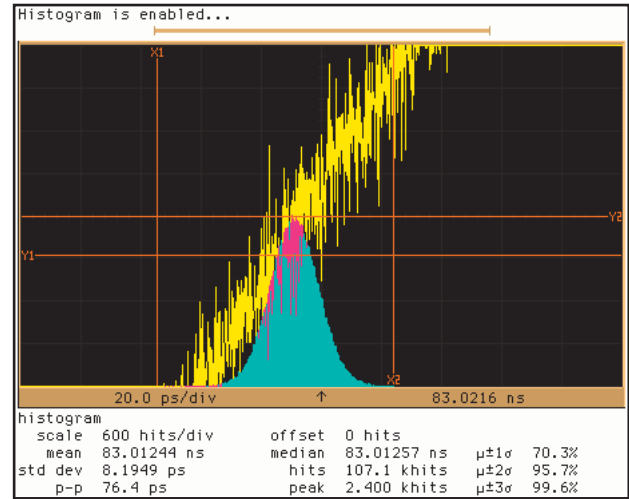 Histogram is enabled...
X1
Y2
Y1
X2
20.0 ps/div ↑ 83.0216 ns
histogram
scale 600 hits/div offset 0 hits
mean 83.01244 ns median 83.01257 ns µ±1σ 70.3%
std dev 8.1949 ps hits 107.1 khits µ±2σ 95.7%
p-p 76.4 ps peak 2.400 khits µ±3σ 99.6%